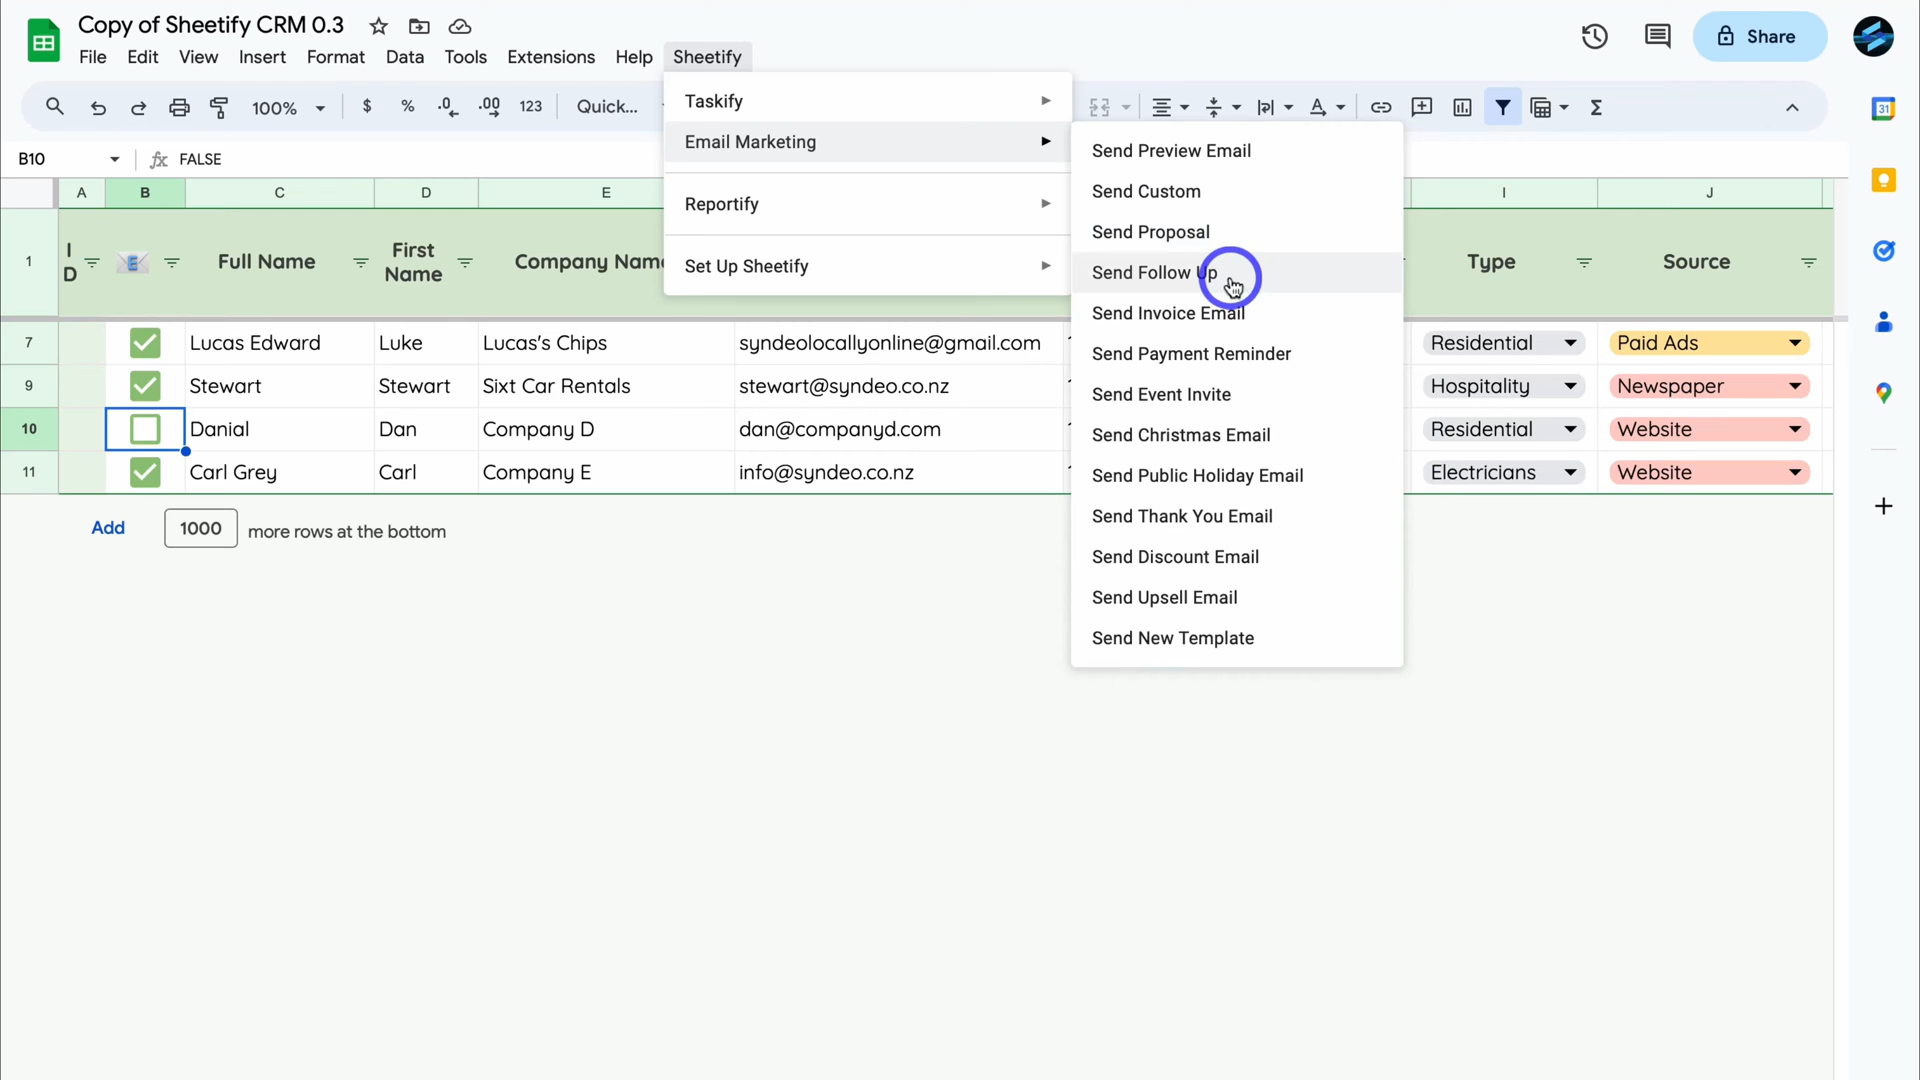 Copy of Sheetify CRM 0.3
File Edit View Insert Format Data Tools Extensions Help Sheetify
Share
100% $ % .0 .00 123 Quick...
B10 FALSE
Taskify
Email Marketing
Reportify
Set Up Sheetify
Send Preview Email
Send Custom
Send Proposal
Send Follow Up
Send Invoice Email
Send Payment Reminder
Send Event Invite
Send Christmas Email
Send Public Holiday Email
Send Thank You Email
Send Discount Email
Send Upsell Email
Send New Template
A B C D E I J
1 ID E Full Name First Name Company Name Type Source
7 Lucas Edward Luke Lucas's Chips syndeolocallyonline@gmail.com Residential Paid Ads
9 Stewart Stewart Sixt Car Rentals stewart@syndeo.co.nz Hospitality Newspaper
10 Danial Dan Company D dan@companyd.com Residential Website
11 Carl Grey Carl Company E info@syndeo.co.nz Electricians Website
Add 1000 more rows at the bottom
31